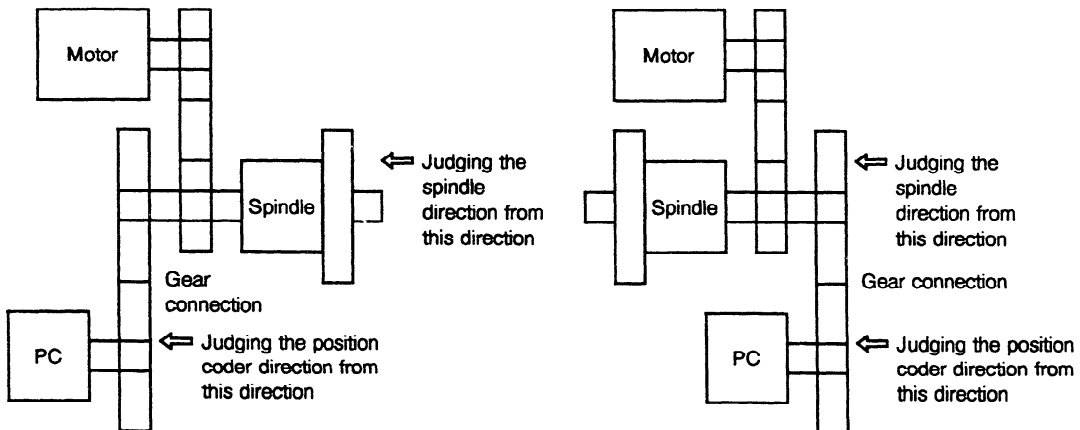 Motor
Judging the
spindle
direction from
this direction
Spindle
Gear
connection
PC
Judging the position
coder direction from
this direction
Motor
Judging the
spindle
direction from
this direction
Spindle
Gear connection
PC
Judging the position
coder direction from
this direction